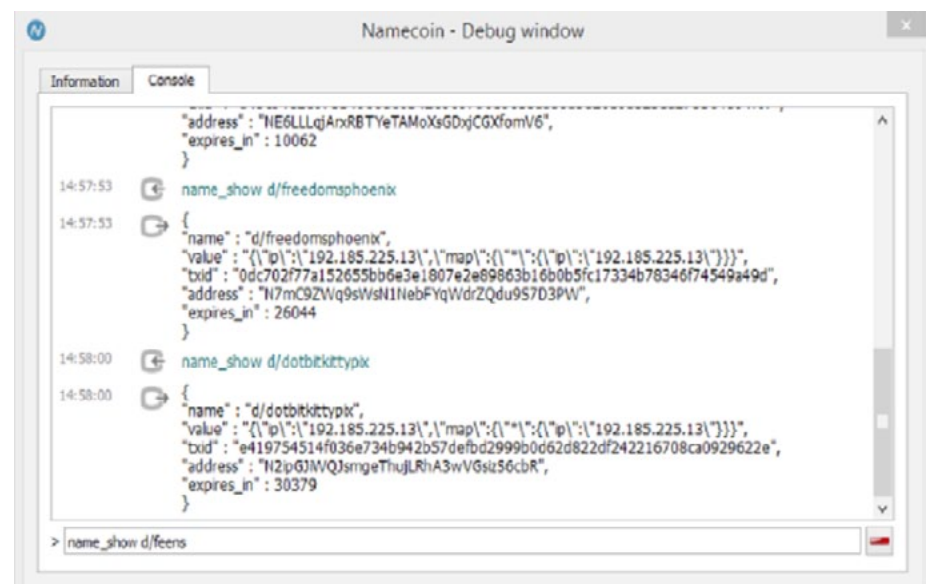 Namecoin - Debug window
Information Console
"address" : "NE6LLLqjArxRBTYeTAMoXsGDxjCGXfomV6",
"expires_in" : 10062
}
14:57:53 name_show d/freedomsphoenix
14:57:53 {
"name" : "d/freedomsphoenix",
"value" : "{\"ip\":\"192.185.225.13\",\"map\":{\"*\":{\"ip\":\"192.185.225.13\"}}}",
"txid" : "0dc702f77a152655bb6e3e1807e2e89863b16b0b5fc17334b78346f74549a49d",
"address" : "N7mC9ZWq9sWsN1NebFYqWdrZQdu9S7D3PW",
"expires_in" : 26044
}
14:58:00 name_show d/dotbitkittypix
14:58:00 {
"name" : "d/dotbitkittypix",
"value" : "{\"ip\":\"192.185.225.13\",\"map\":{\"*\":{\"ip\":\"192.185.225.13\"}}}",
"txid" : "e419754514f036e734b942b57defbd2999b0d62d822df242216708ca0929622e",
"address" : "N2ipGJiWQJsmgeThujLRhA3wVGsiz56cbR",
"expires_in" : 30379
}
> name_show d/feens